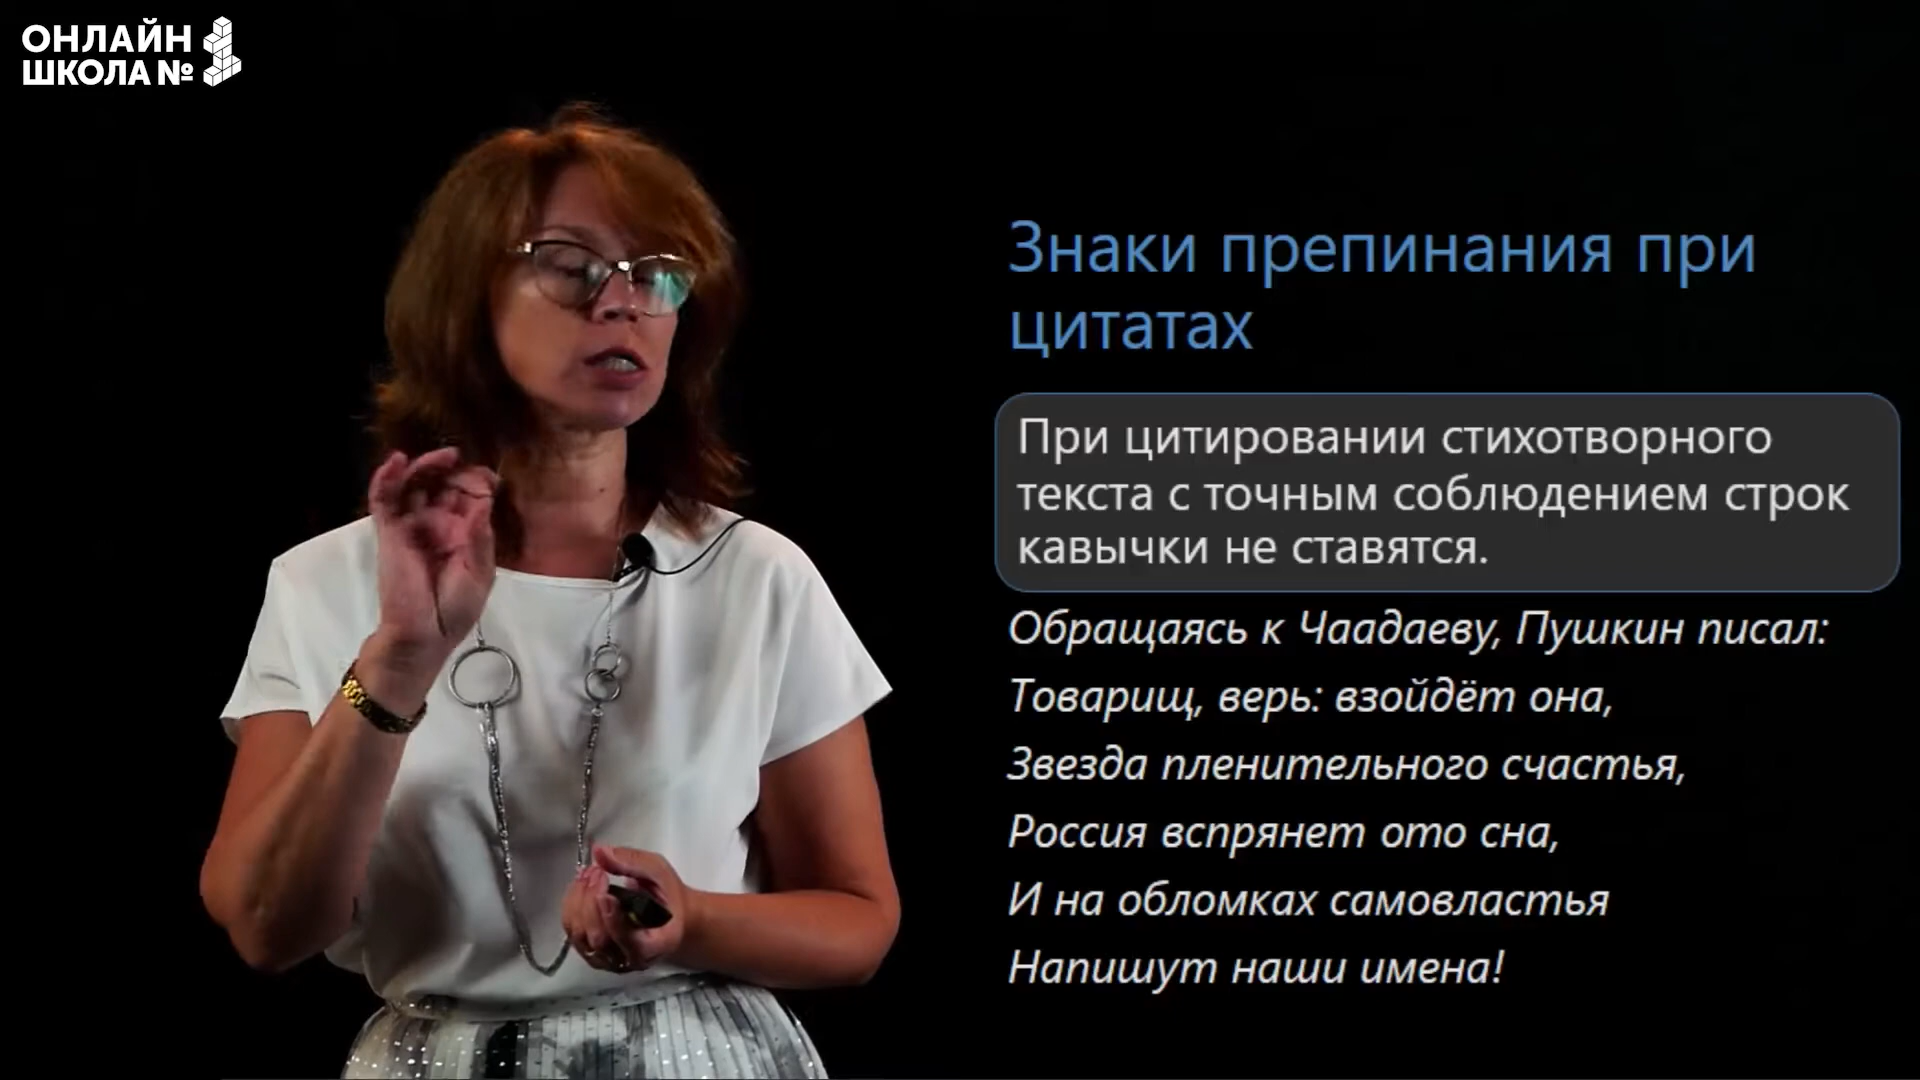 ОНЛАЙН
ШКОЛА №
Знаки препинания при
цитатах
При цитировании стихотворного
текста с точным соблюдением строк
кавычки не ставятся.
Обращаясь к Чаадаеву, Пушкин писал:
Товарищ, верь: взойдёт она,
Звезда пленительного счастья,
Россия вспрянет ото сна,
И на обломках самовластья
Напишут наши имена!